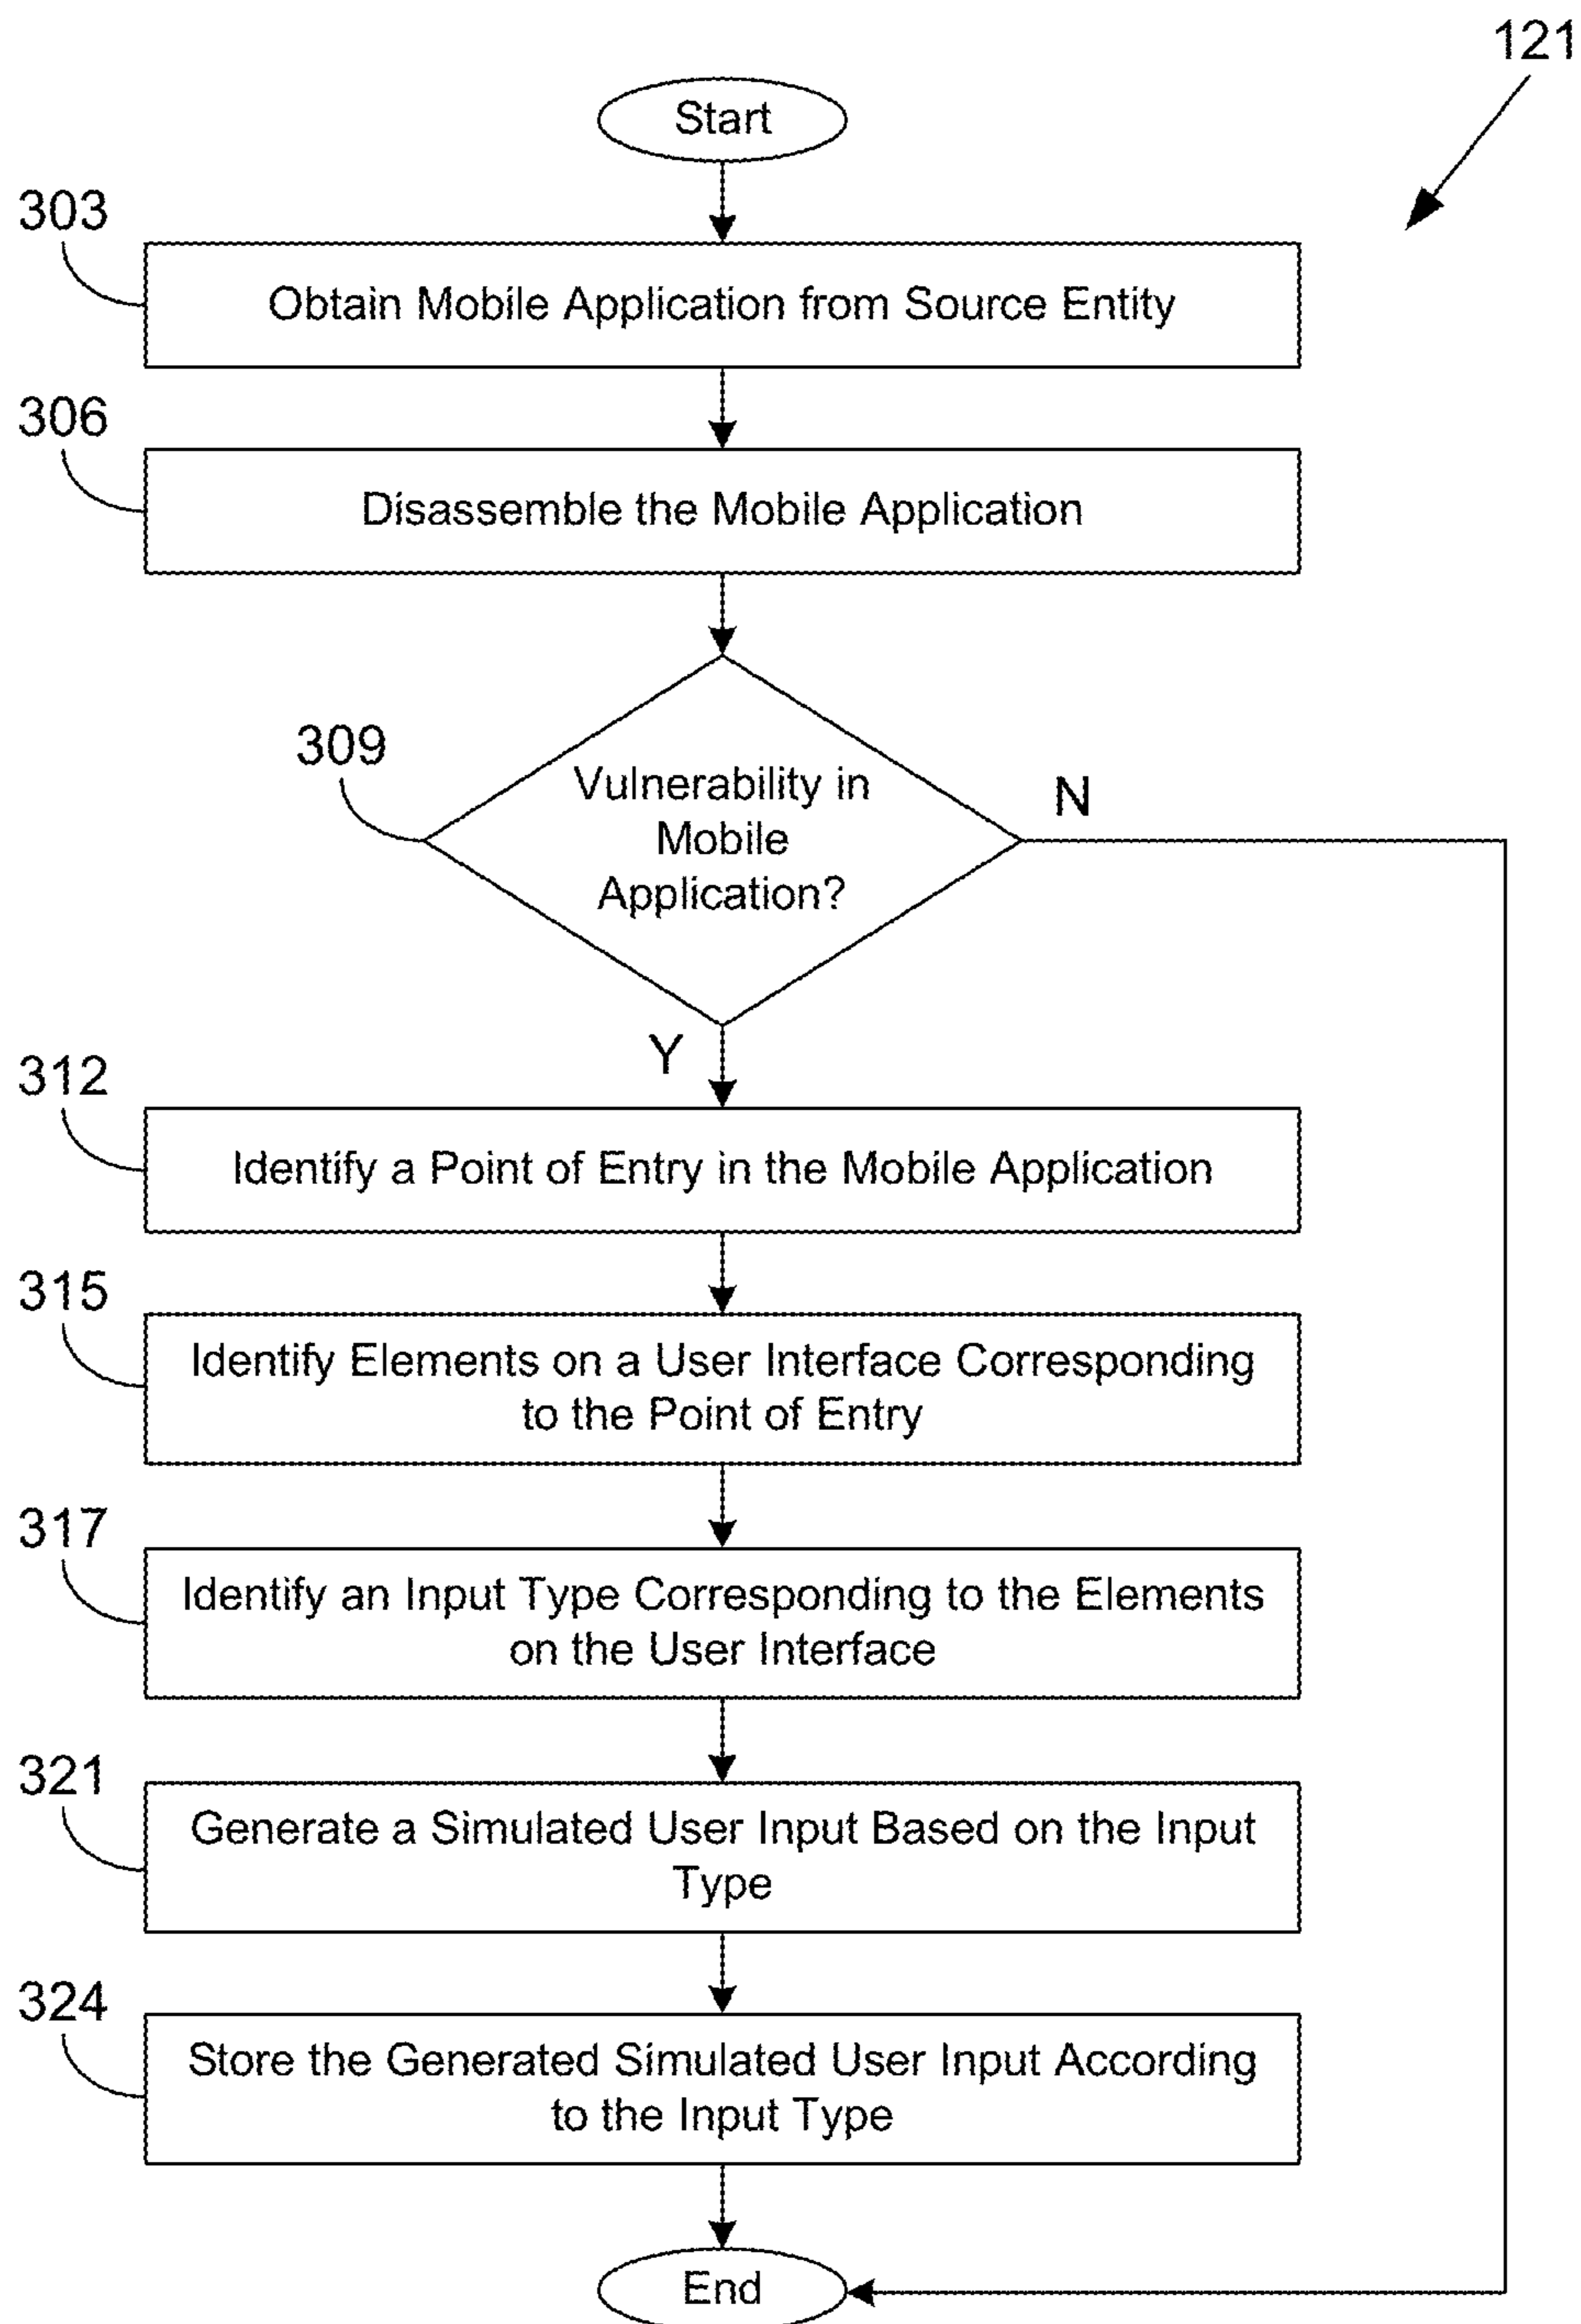 121
Start
303
Obtain Mobile Application from Source Entity
306
Disassemble the Mobile Application
309
Vulnerability in
Mobile
Application?
N
Y
312
Identify a Point of Entry in the Mobile Application
315
Identify Elements on a User Interface Corresponding
to the Point of Entry
317
Identify an Input Type Corresponding to the Elements
on the User Interface
321
Generate a Simulated User Input Based on the Input
Type
324
Store the Generated Simulated User Input According
to the Input Type
End